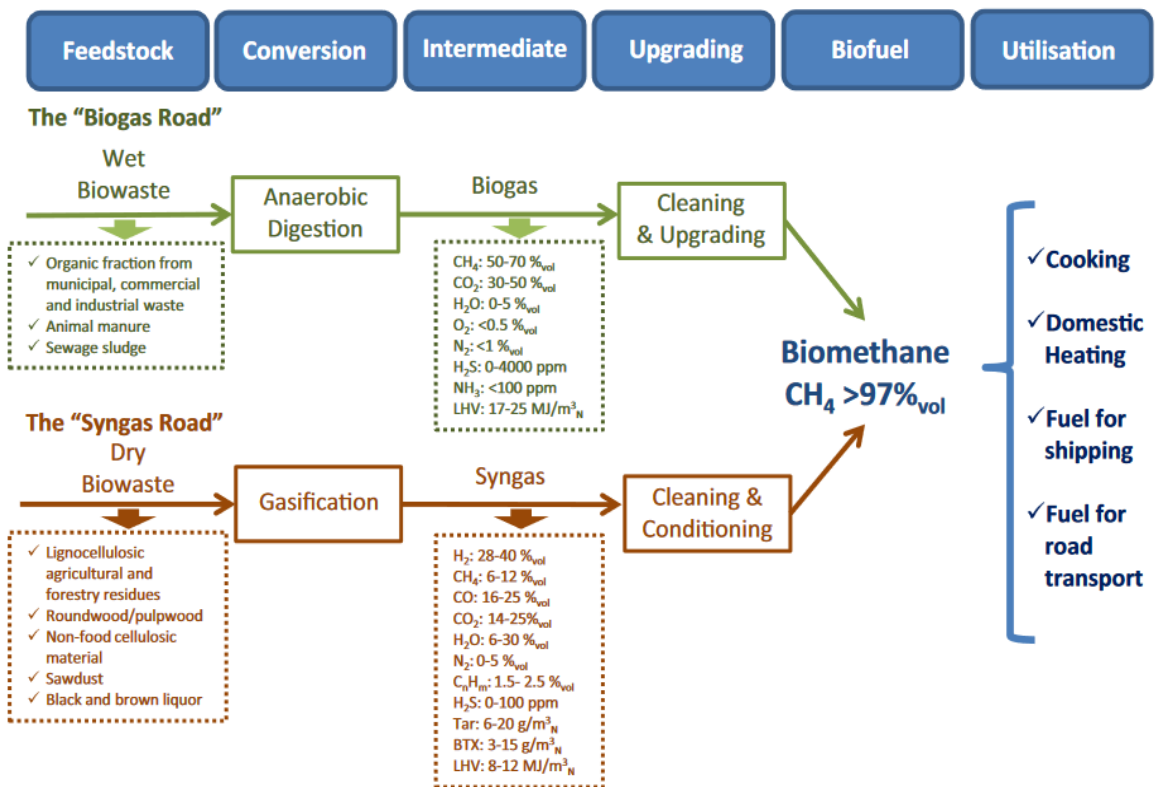 Feedstock
Conversion
Intermediate
Upgrading
Biofuel
Utilisation
The “Biogas Road”
Wet
Biowaste
Anaerobic
Digestion
Biogas
Cleaning
& Upgrading
✓ Organic fraction from
municipal, commercial
and industrial waste
✓ Animal manure
✓ Sewage sludge
CH₄: 50-70 %vol
CO₂: 30-50 %vol
H₂O: 0-5 %vol
O₂: <0.5 %vol
N₂: <1 %vol
H₂S: 0-4000 ppm
NH₃: <100 ppm
LHV: 17-25 MJ/m³N
Biomethane
CH₄ >97%vol
✓Cooking
✓Domestic
Heating
✓Fuel for
shipping
✓Fuel for
road
transport
The “Syngas Road”
Dry
Biowaste
Gasification
Syngas
Cleaning &
Conditioning
✓ Lignocellulosic
agricultural and
forestry residues
✓ Roundwood/pulpwood
✓ Non-food cellulosic
material
✓ Sawdust
✓ Black and brown liquor
H₂: 28-40 %vol
CH₄: 6-12 %vol
CO: 16-25 %vol
CO₂: 14-25%vol
H₂O: 6-30 %vol
N₂: 0-5 %vol
CnHm: 1.5- 2.5 %vol
H₂S: 0-100 ppm
Tar: 6-20 g/m³N
BTX: 3-15 g/m³N
LHV: 8-12 MJ/m³N